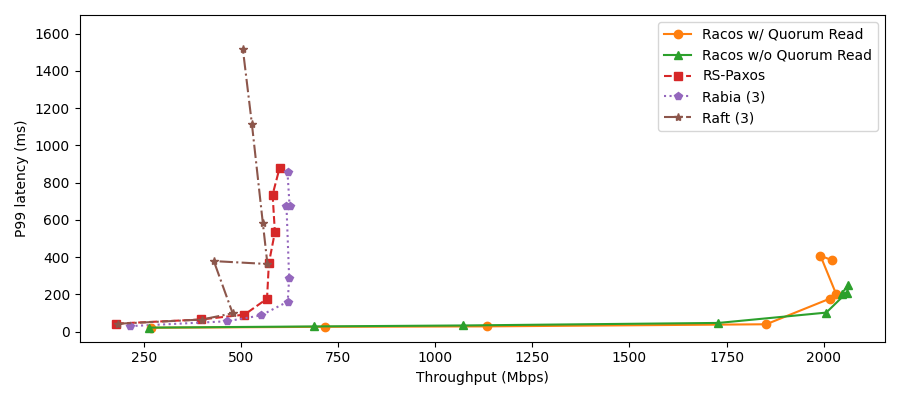 1600
1400
1200
1000
800
600
400
200
0
P99 latency (ms)
250
500
750
1000
1250
1500
1750
2000
Throughput (Mbps)
Racos w/ Quorum Read
Racos w/o Quorum Read
RS-Paxos
Rabia (3)
Raft (3)